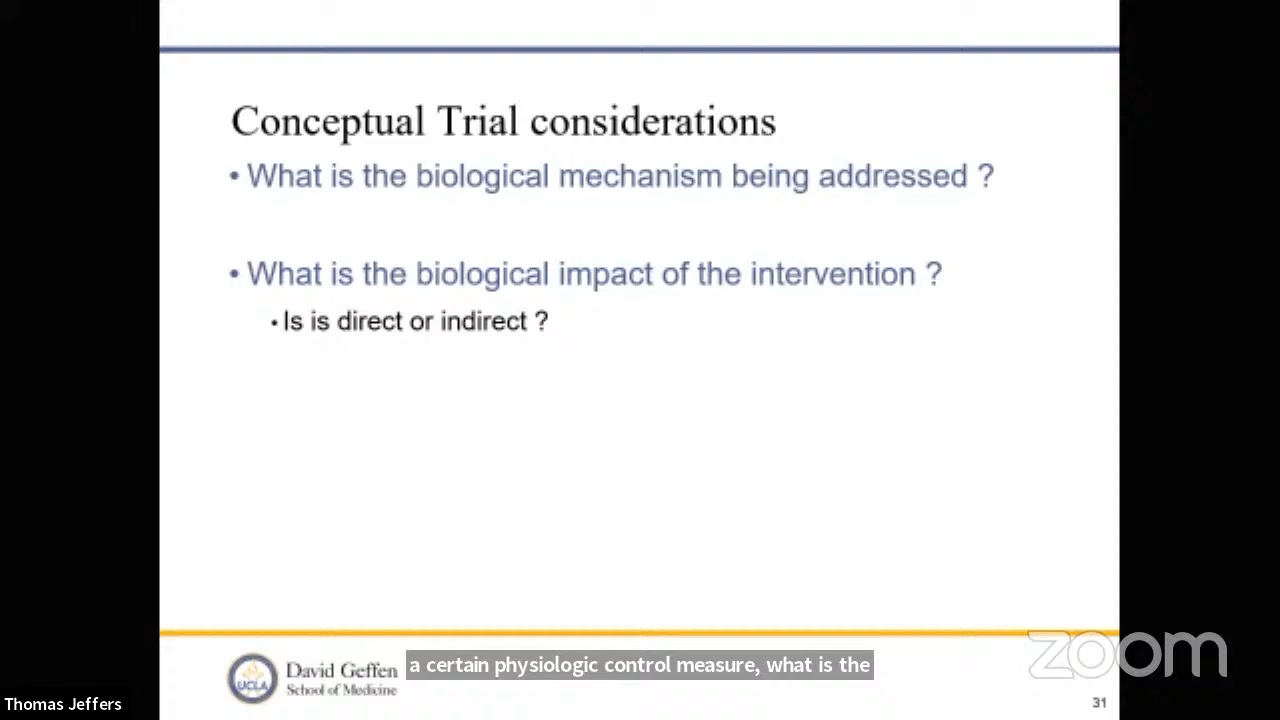 Conceptual Trial considerations
• What is the biological mechanism being addressed ?
• What is the biological impact of the intervention ?
• Is is direct or indirect ?
UCLA
David Geffen
School of Medicine
a certain physiologic control measure, what is the
zoom
31
Thomas Jeffers